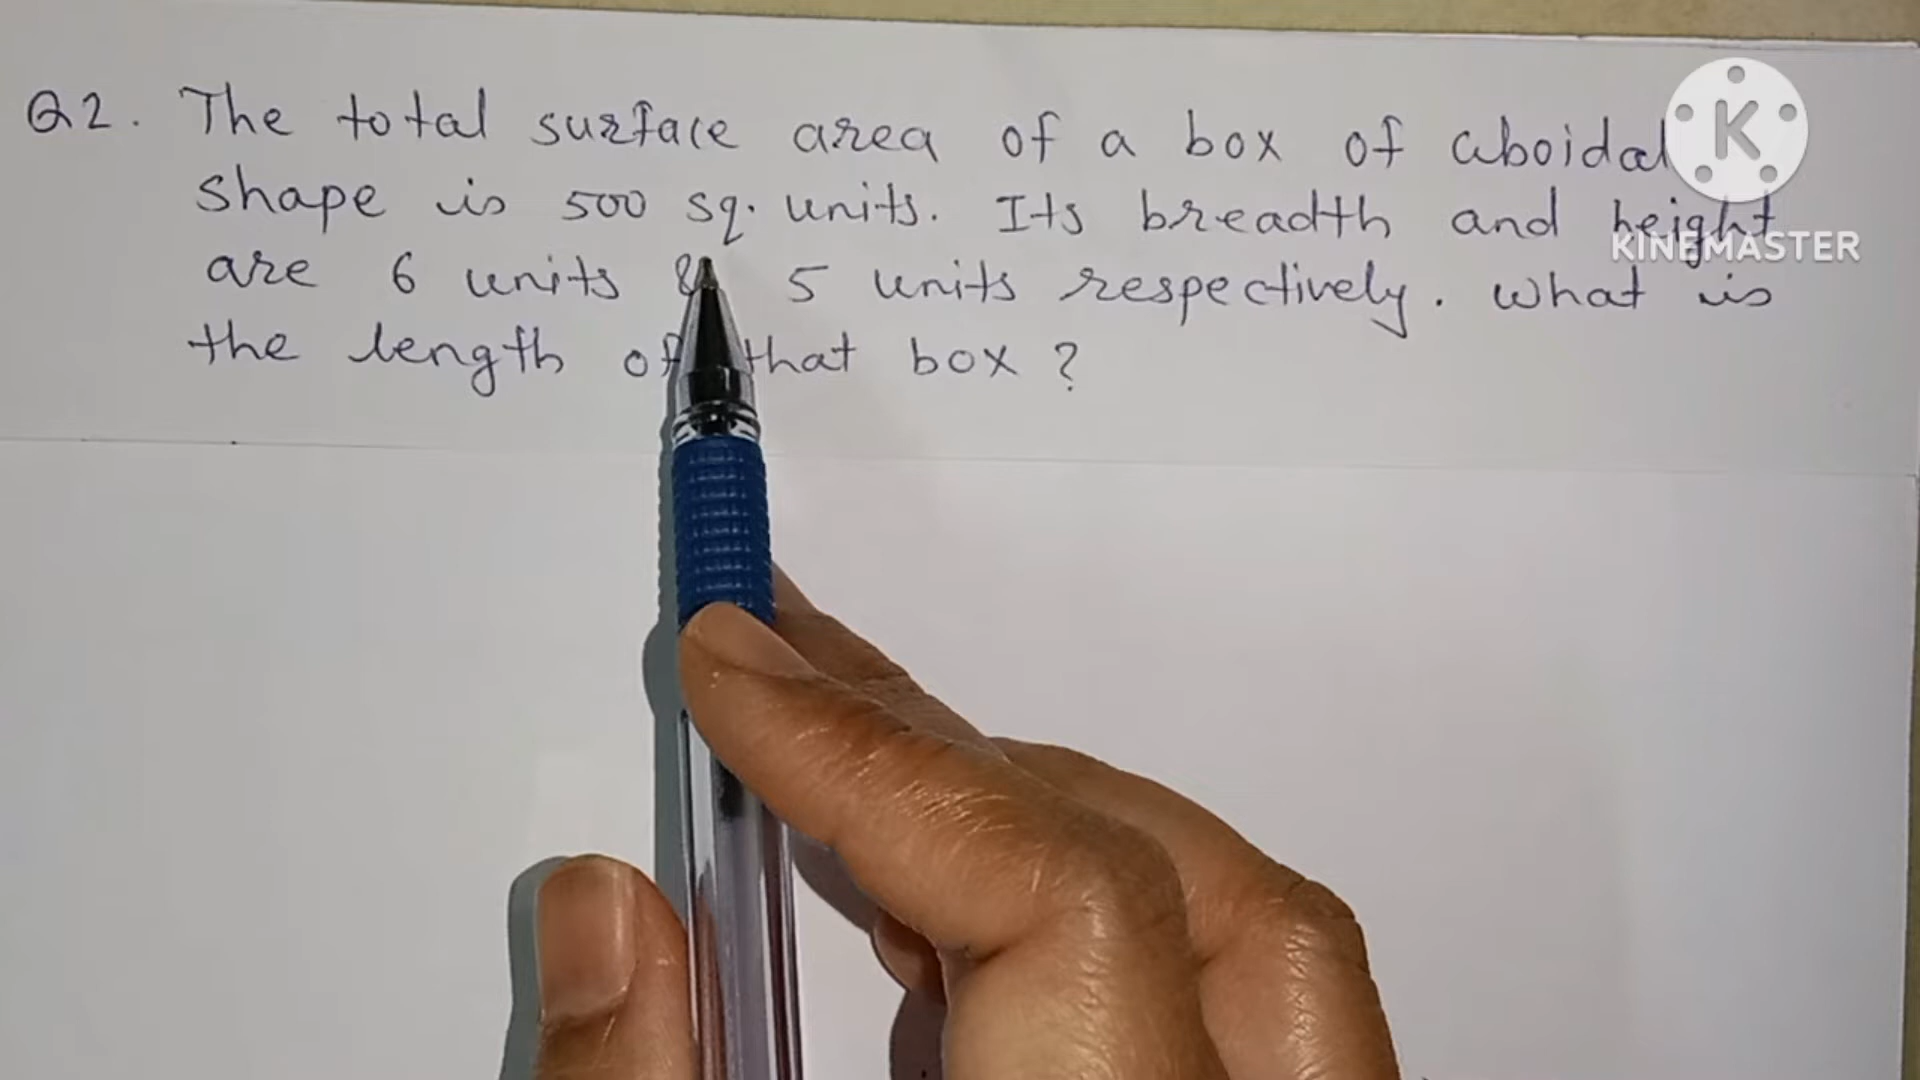 Q2. The total surface area of a box of cuboidal
shape is 500 sq. units. Its breadth and height
are 6 units & 5 units respectively. What is
the length of that box ?
K
KINEMASTER